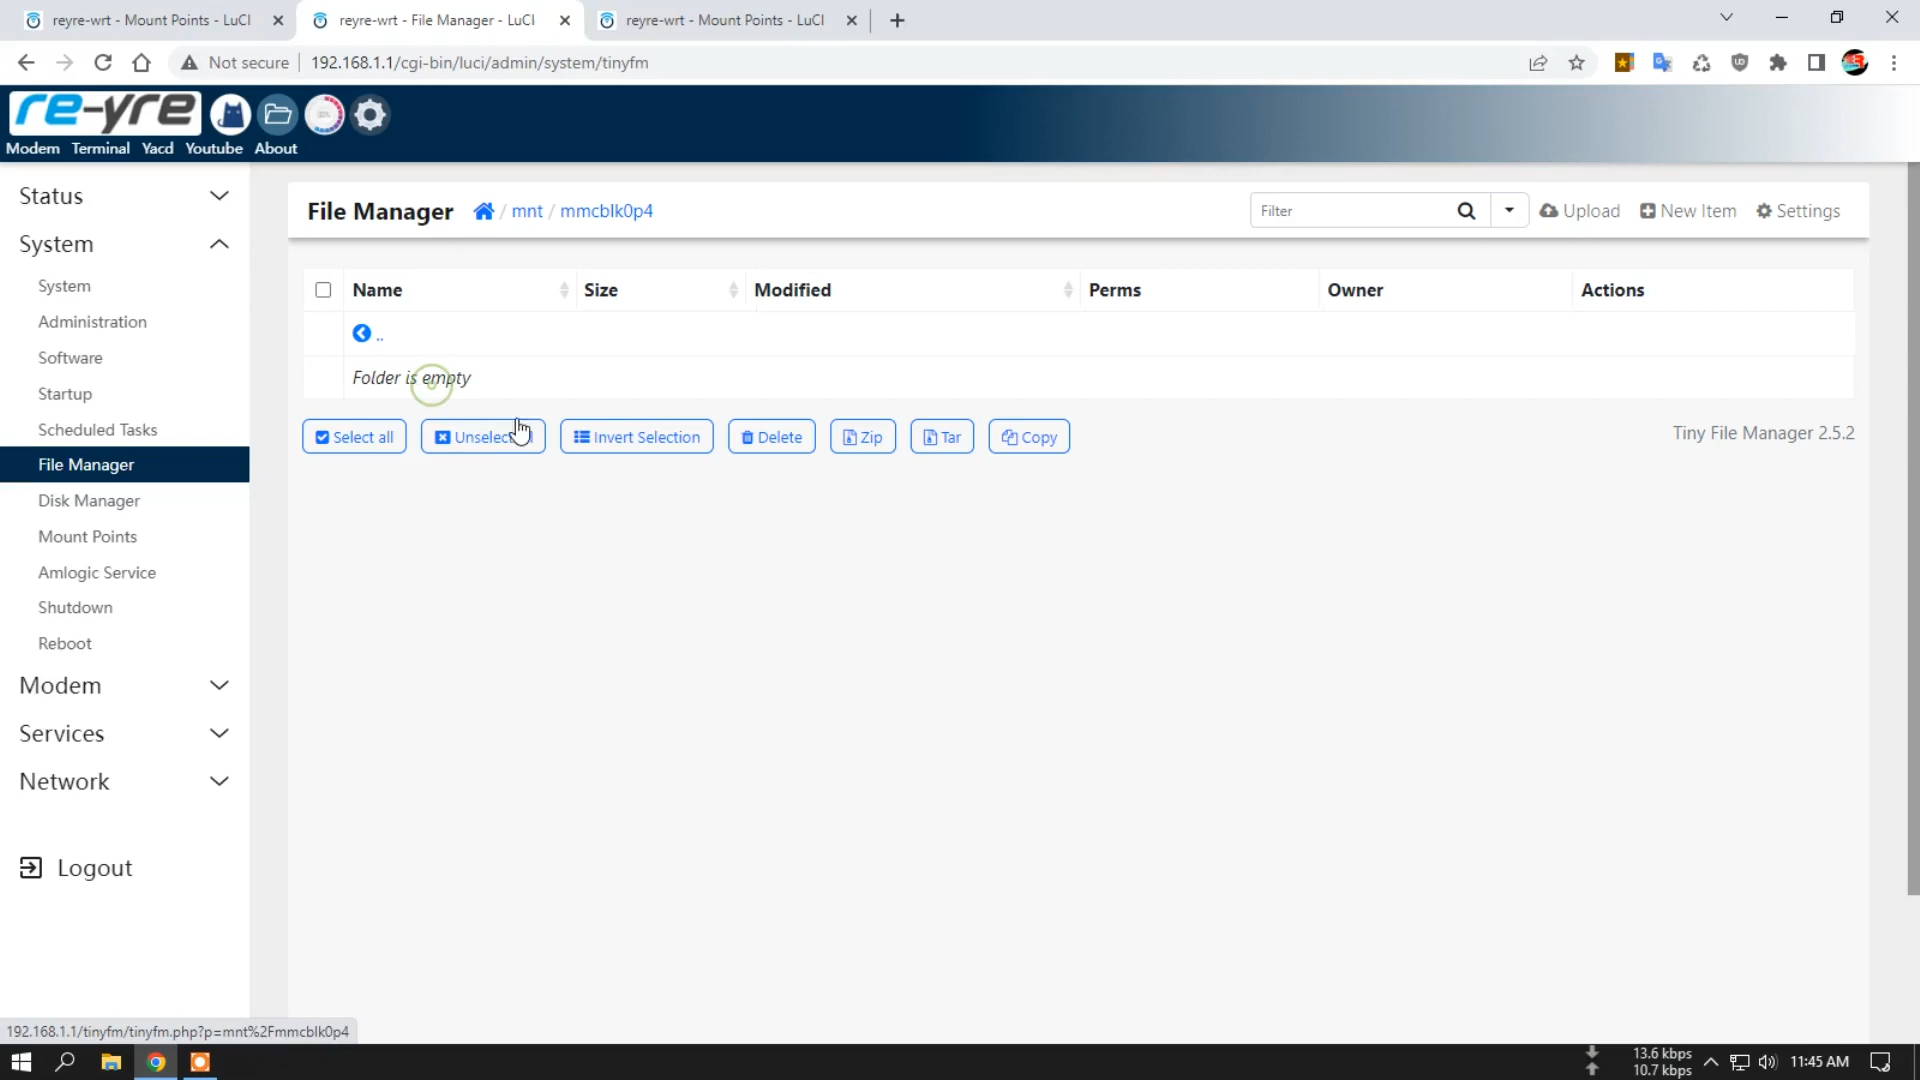 reyre-wrt - Mount Points - LuCI
reyre-wrt - File Manager - LuCI
reyre-wrt - Mount Points - LuCI
Not secure
192.168.1.1/cgi-bin/luci/admin/system/tinyfm
re-yre
Modem Terminal Yacd Youtube About
Status
System
System
Administration
Software
Startup
Scheduled Tasks
File Manager
Disk Manager
Mount Points
Amlogic Service
Shutdown
Reboot
Modem
Services
Network
Logout
File Manager / mnt / mmcblk0p4
Filter
Upload
New Item
Settings
Name Size Modified Perms Owner Actions
..
Folder is empty
Select all
Invert Selection
Delete
Zip
Tar
Copy
Tiny File Manager 2.5.2
192.168.1.1/tinyfm/tinyfm.php?p=mnt%2Fmmcblk0p4
13.6 kbps
10.7 kbps
11:45 AM